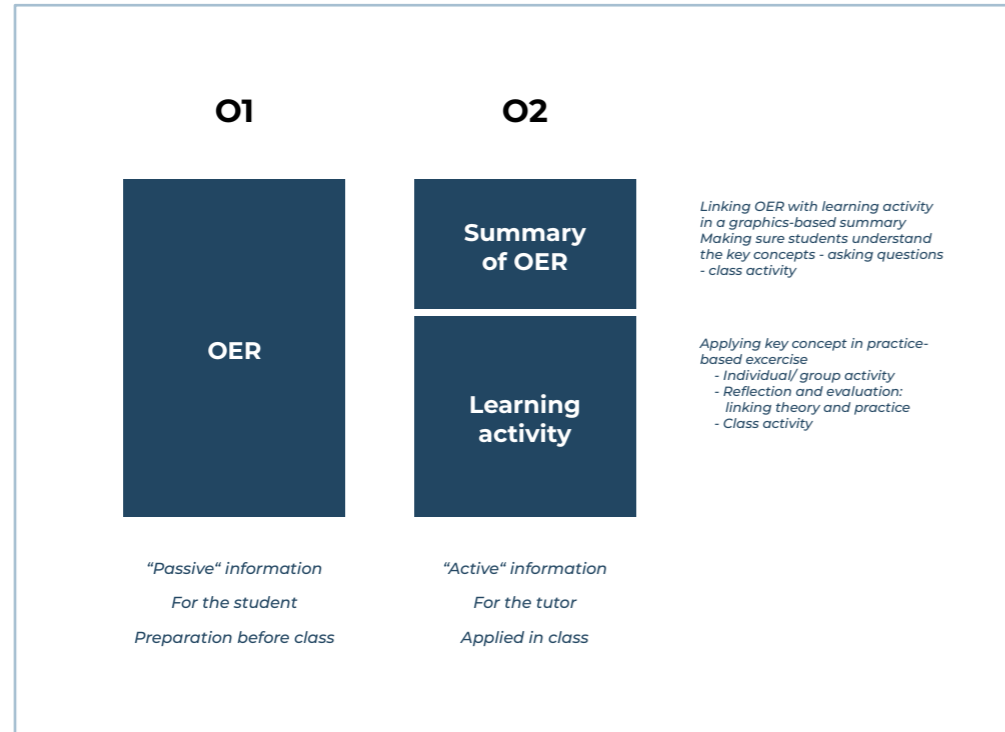 O1
O2
OER
Summary
of OER
Linking OER with learning activity
in a graphics-based summary
Making sure students understand
the key concepts - asking questions
- class activity
Learning
activity
Applying key concept in practice-
based excercise
- Individual/ group activity
- Reflection and evaluation:
linking theory and practice
- Class activity
“Passive“ information
For the student
Preparation before class
“Active“ information
For the tutor
Applied in class